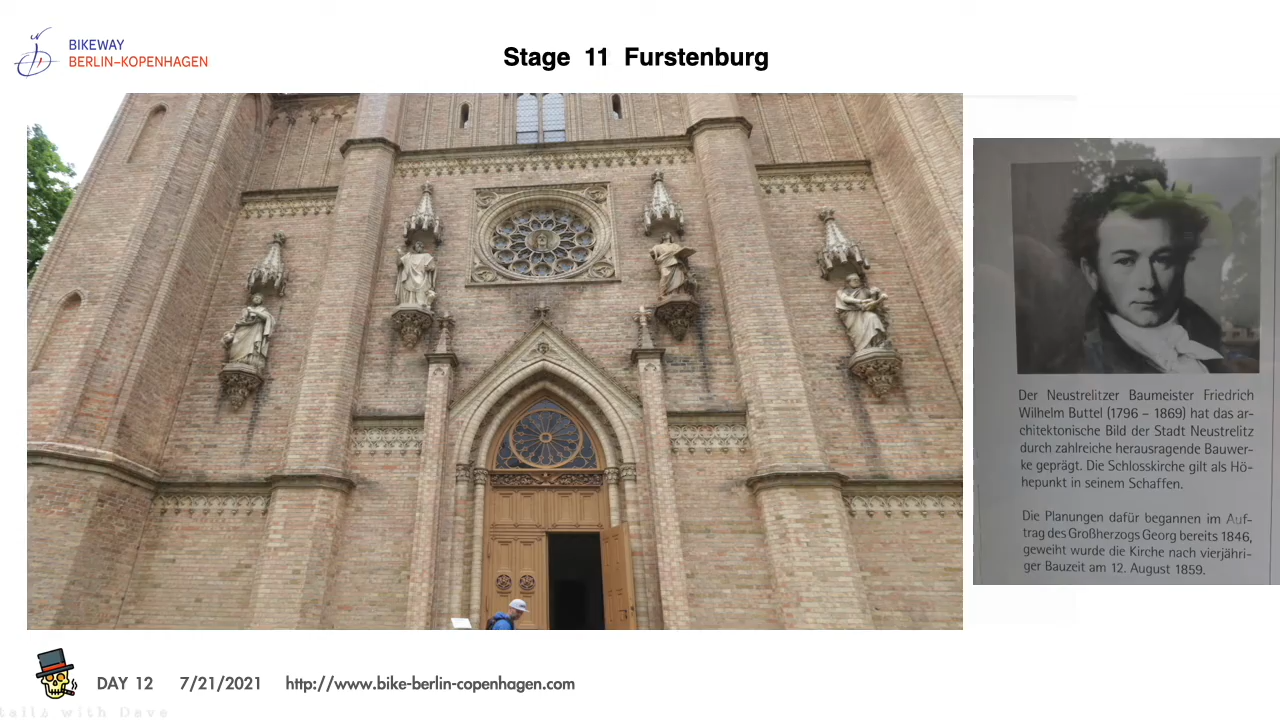 BIKEWAY
BERLIN–KOPENHAGEN
Stage 11 Furstenburg
Der Neustrelitzer Baumeister Friedrich
Wilhelm Buttel (1796 – 1869) hat das ar-
chitektonische Bild der Stadt Neustrelitz
durch zahlreiche herausragende Bauwer-
ke geprägt. Die Schlosskirche gilt als Hö-
hepunkt in seinem Schaffen.
Die Planungen dafür begannen im Auf-
trag des Großherzogs Georg bereits 1846,
geweiht wurde die Kirche nach vierjähri-
ger Bauzeit am 12. August 1859.
DAY 12 7/21/2021 http://www.bike-berlin-copenhagen.com
tails with Dave